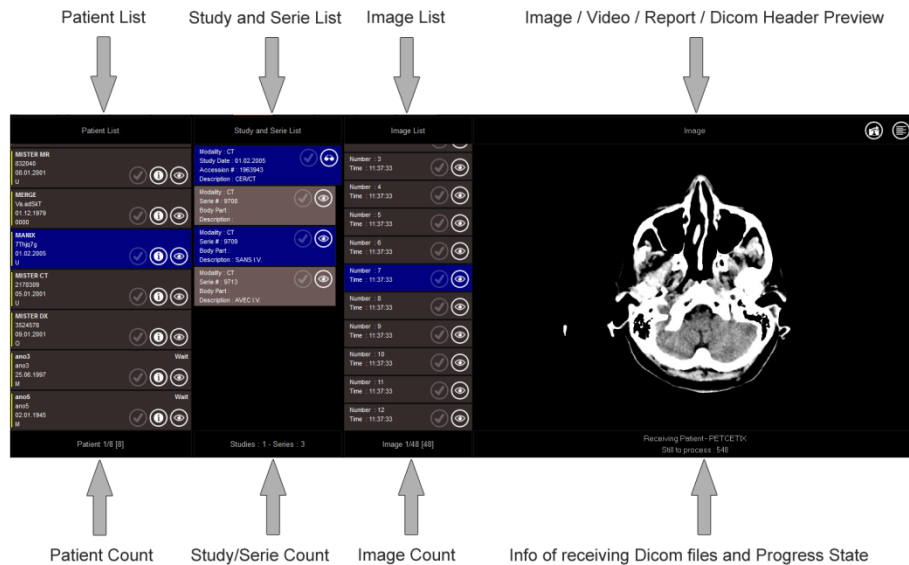 Patient List
Study and Serie List
Image List
Image / Video / Report / Dicom Header Preview
Patient List
Study and Serie List
Image List
Image
MISTER MR
832040
08.01.2001
U
MERGE
Va.adSkT
01.12.1979
0000
MANIX
7Thjq7g
01.02.2005
U
MISTER CT
2178309
05.01.2001
U
MISTER DX
3524578
09.01.2001
O
ano3 Wait
ano3
25.06.1997
M
ano5 Wait
ano5
02.01.1945
M
Modality : CT
Study Date : 01.02.2005
Accession # : 1963943
Description : CER/CT
Modality : CT
Serie # : 9708
Body Part :
Description :
Modality : CT
Serie # : 9709
Body Part :
Description : SANS I.V.
Modality : CT
Serie # : 9713
Body Part :
Description : AVEC I.V.
Number : 3
Time : 11:37:33
Number : 4
Time : 11:37:33
Number : 5
Time : 11:37:33
Number : 6
Time : 11:37:33
Number : 7
Time : 11:37:33
Number : 8
Time : 11:37:33
Number : 9
Time : 11:37:33
Number : 10
Time : 11:37:33
Number : 11
Time : 11:37:33
Number : 12
Time : 11:37:33
Patient 1/8 [8]
Studies : 1 - Series : 3
Image 1/48 [48]
Receiving Patient - PETCETIX
Still to process : 548
Patient Count
Study/Serie Count
Image Count
Info of receiving Dicom files and Progress State